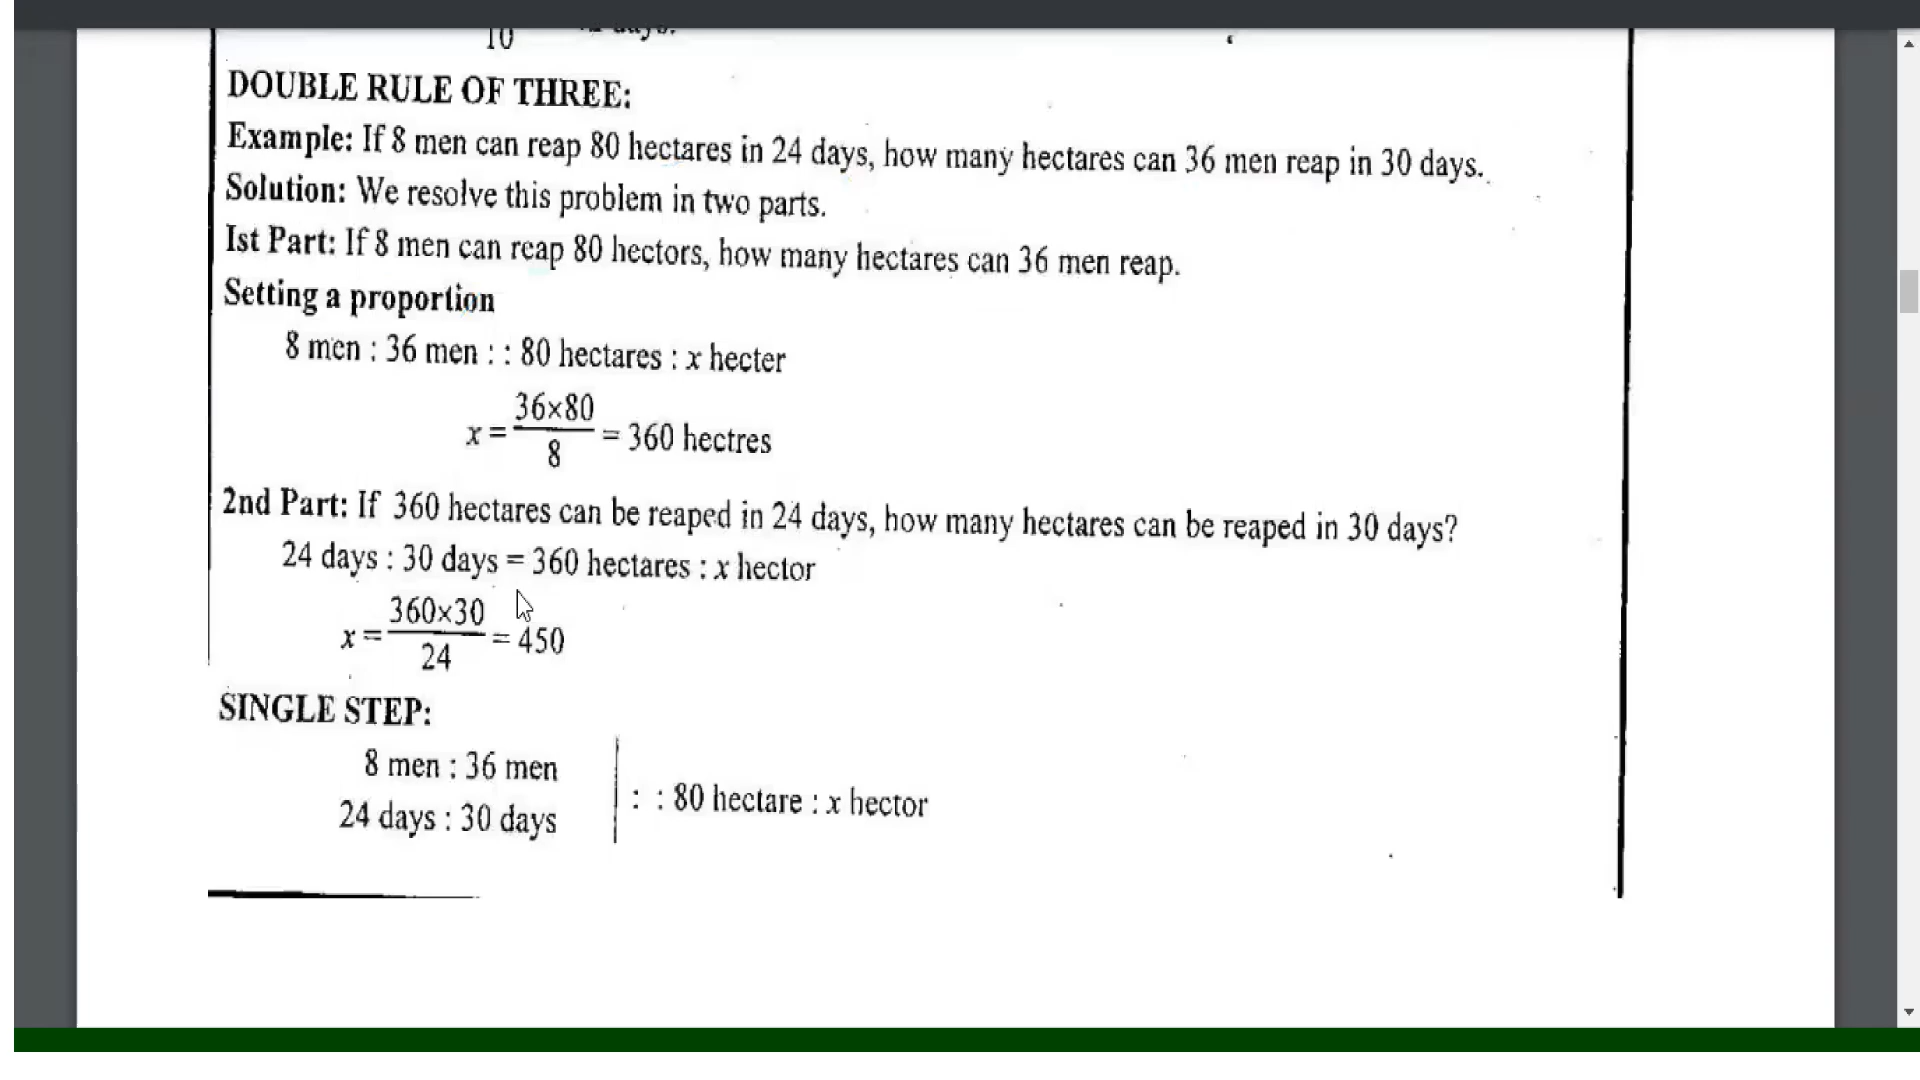 10 days.
DOUBLE RULE OF THREE:
Example: If 8 men can reap 80 hectares in 24 days, how many hectares can 36 men reap in 30 days.
Solution: We resolve this problem in two parts.
Ist Part: If 8 men can reap 80 hectors, how many hectares can 36 men reap.
Setting a proportion
8 men : 36 men : : 80 hectares : x hecter
x = 36×80 / 8 = 360 hectres
2nd Part: If 360 hectares can be reaped in 24 days, how many hectares can be reaped in 30 days?
24 days : 30 days = 360 hectares : x hector
x = 360×30 / 24 = 450
SINGLE STEP:
8 men : 36 men
24 days : 30 days
: : 80 hectare : x hector